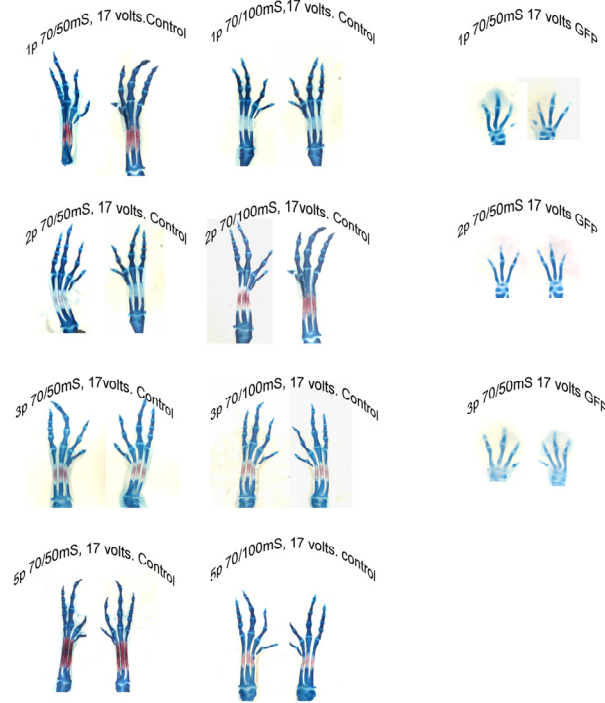 1p 70/50mS, 17 volts.Control
1p 70/100mS,17 volts. Control
1p 70/50mS 17 volts GFP
2p 70/50mS, 17 volts. Control
2p 70/100mS, 17volts. Control
2p 70/50mS 17 volts GFP
3p 70/50mS, 17volts. Control
3p 70/100mS, 17volts. Control
3p 70/50mS 17 volts GFP
5p 70/50mS, 17 volts. Control
5p 70/100mS, 17 volts. control